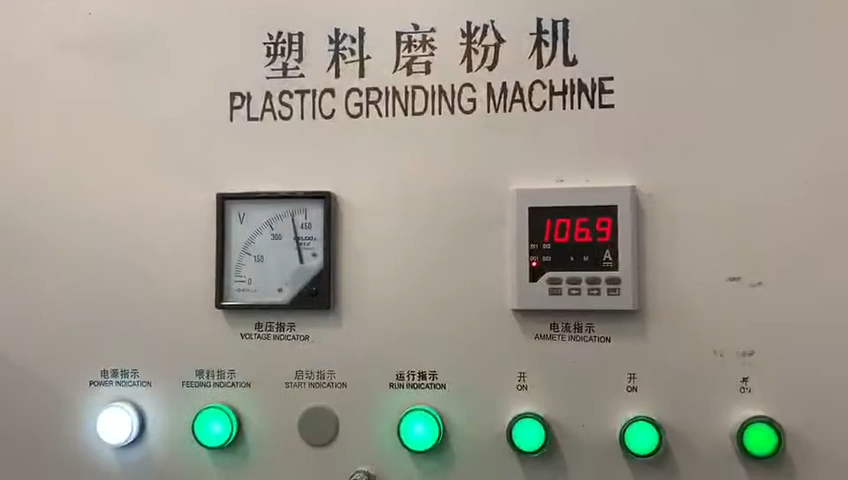 塑料磨粉机
PLASTIC GRINDING MACHINE
V
0
150
300
450
106.9
A
电压指示
VOLTAGE INDICATOR
电流指示
AMMETE INDICATOR
电源指示
POWER INDICATION
喂料指示
FEEDING INDICATION
启动指示
START INDICATION
运行指示
RUN INDICATION
开
ON
开
ON
开
ON